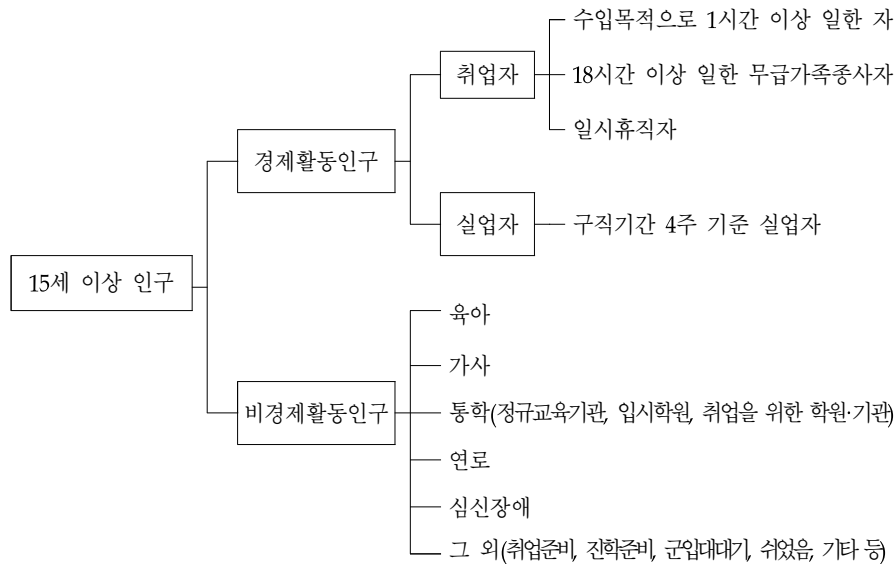 수입목적으로 1시간 이상 일한 자
취업자
18시간 이상 일한 무급가족종사자
일시휴직자
경제활동인구
실업자
구직기간 4주 기준 실업자
15세 이상 인구
육아
가사
비경제활동인구
통학(정규교육기관, 입시학원, 취업을 위한 학원·기관)
연로
심신장애
그 외(취업준비, 진학준비, 군입대대기, 쉬었음, 기타 등)